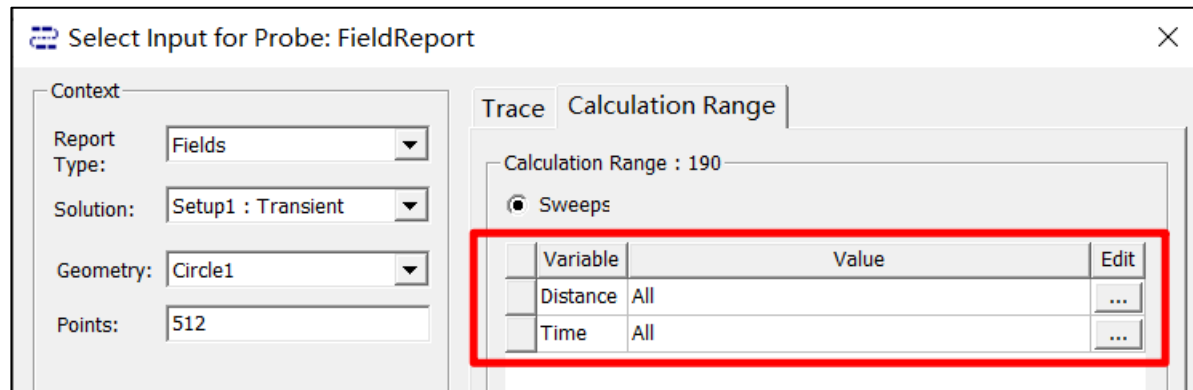 Select Input for Probe: FieldReport
Context
Report Type:
Fields
Solution:
Setup1 : Transient
Geometry:
Circle1
Points:
512
Trace
Calculation Range
Calculation Range : 190
Sweeps
Variable Value Edit
Distance All ...
Time All ...